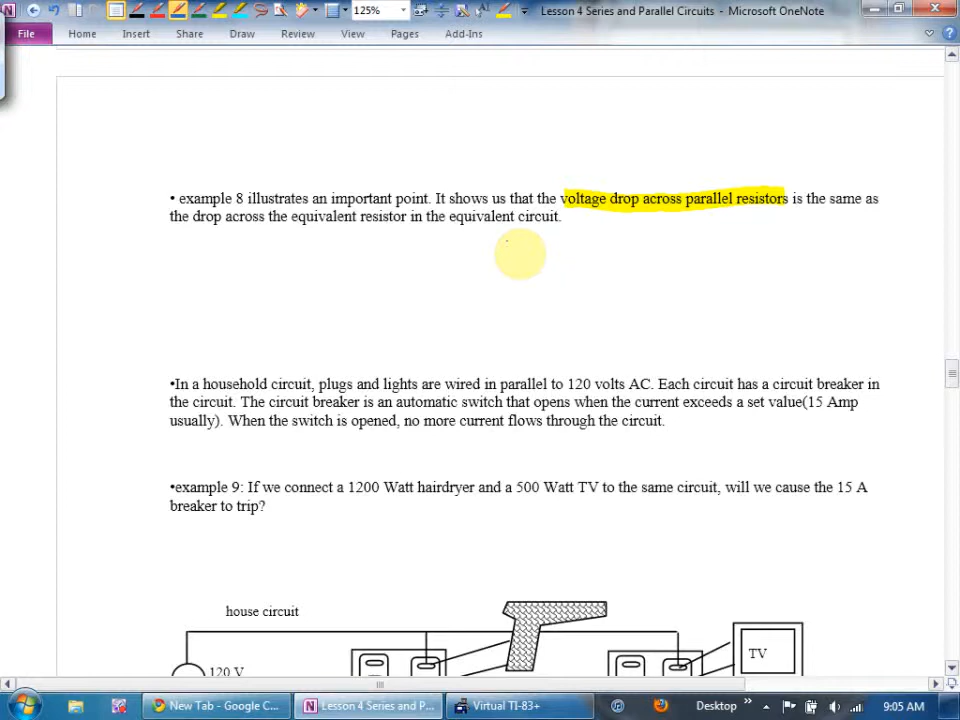 125%
Lesson 4 Series and Parallel Circuits - Microsoft OneNote
File Home Insert Share Draw Review View Pages Add-Ins
• example 8 illustrates an important point. It shows us that the voltage drop across parallel resistors is the same as
the drop across the equivalent resistor in the equivalent circuit.
•In a household circuit, plugs and lights are wired in parallel to 120 volts AC. Each circuit has a circuit breaker in
the circuit. The circuit breaker is an automatic switch that opens when the current exceeds a set value(15 Amp
usually). When the switch is opened, no more current flows through the circuit.
•example 9: If we connect a 1200 Watt hairdryer and a 500 Watt TV to the same circuit, will we cause the 15 A
breaker to trip?
house circuit
120 V
TV
New Tab - Google C...
Lesson 4 Series and P...
Virtual TI-83+
Desktop
9:05 AM